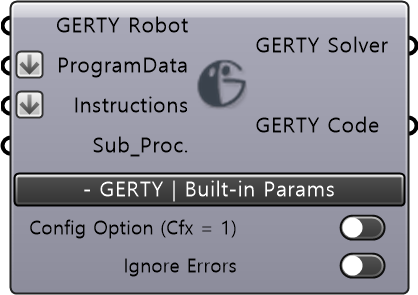 GERTY Robot
ProgramData
Instructions
Sub_Proc.
GERTY Solver
GERTY Code
- GERTY | Built-in Params
Config Option (Cfx = 1)
Ignore Errors